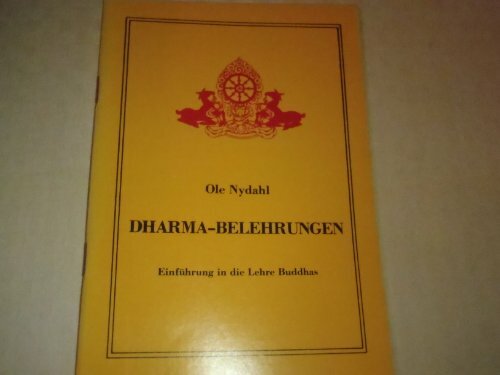 Ole Nydahl
DHARMA-BELEHRUNGEN
Einführung in die Lehre Buddhas